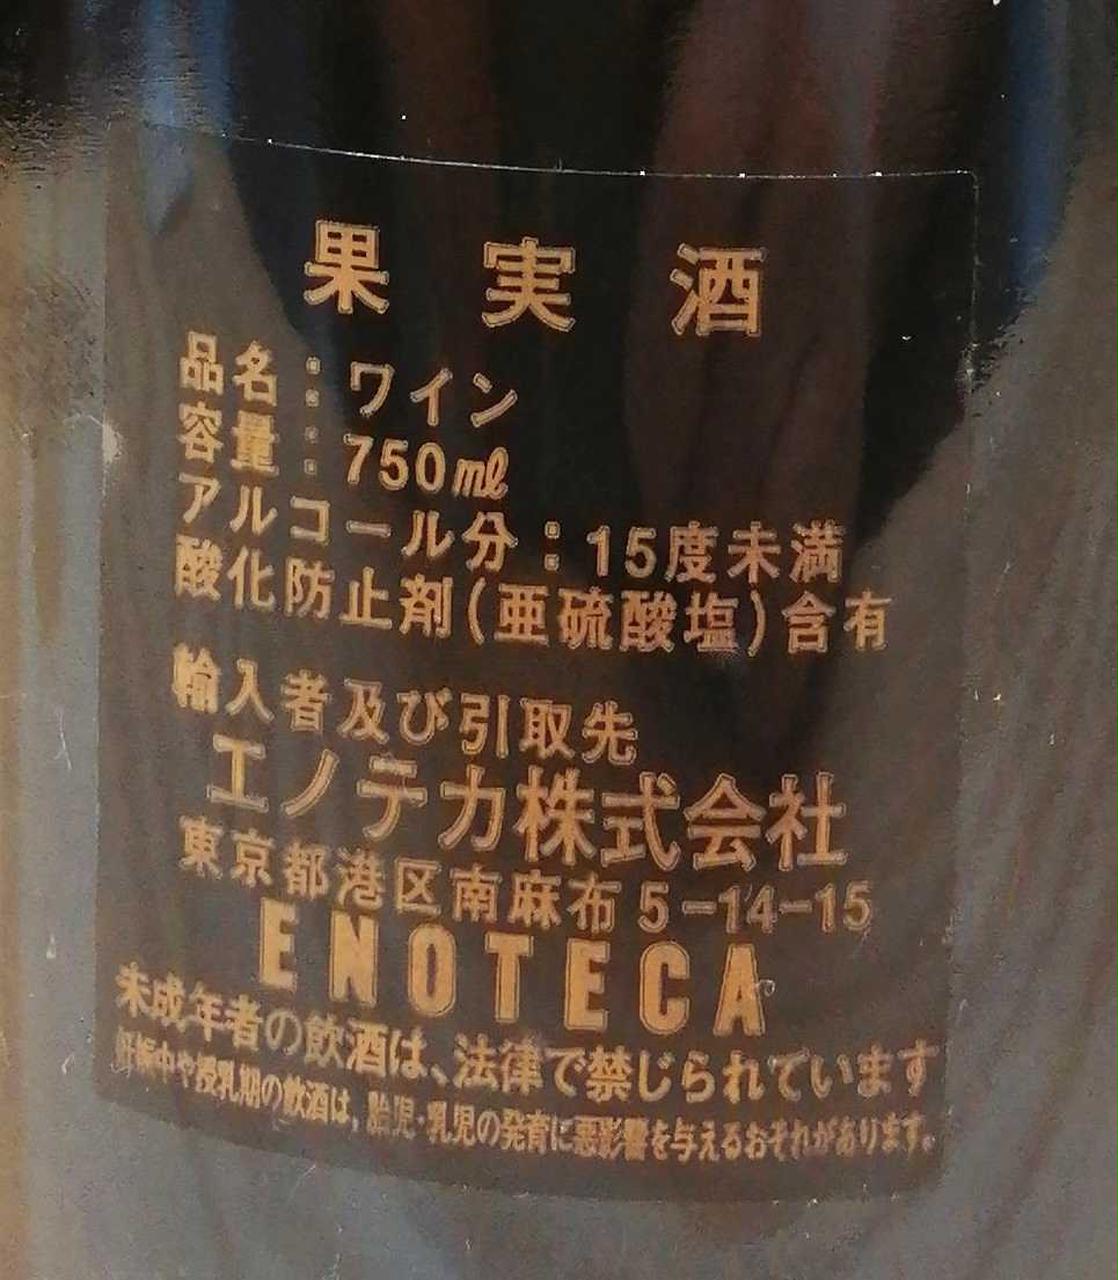 果実酒
品名：ワイン
容量：750㎖
アルコール分：15度未満
酸化防止剤(亜硫酸塩)含有
輸入者及び引取先
エノテカ株式会社
東京都港区南麻布5-14-15
ENOTECA
未成年者の飲酒は、法律で禁じられています
妊娠中や授乳期の飲酒は、胎児・乳児の発育に悪影響を与えるおそれがあります。